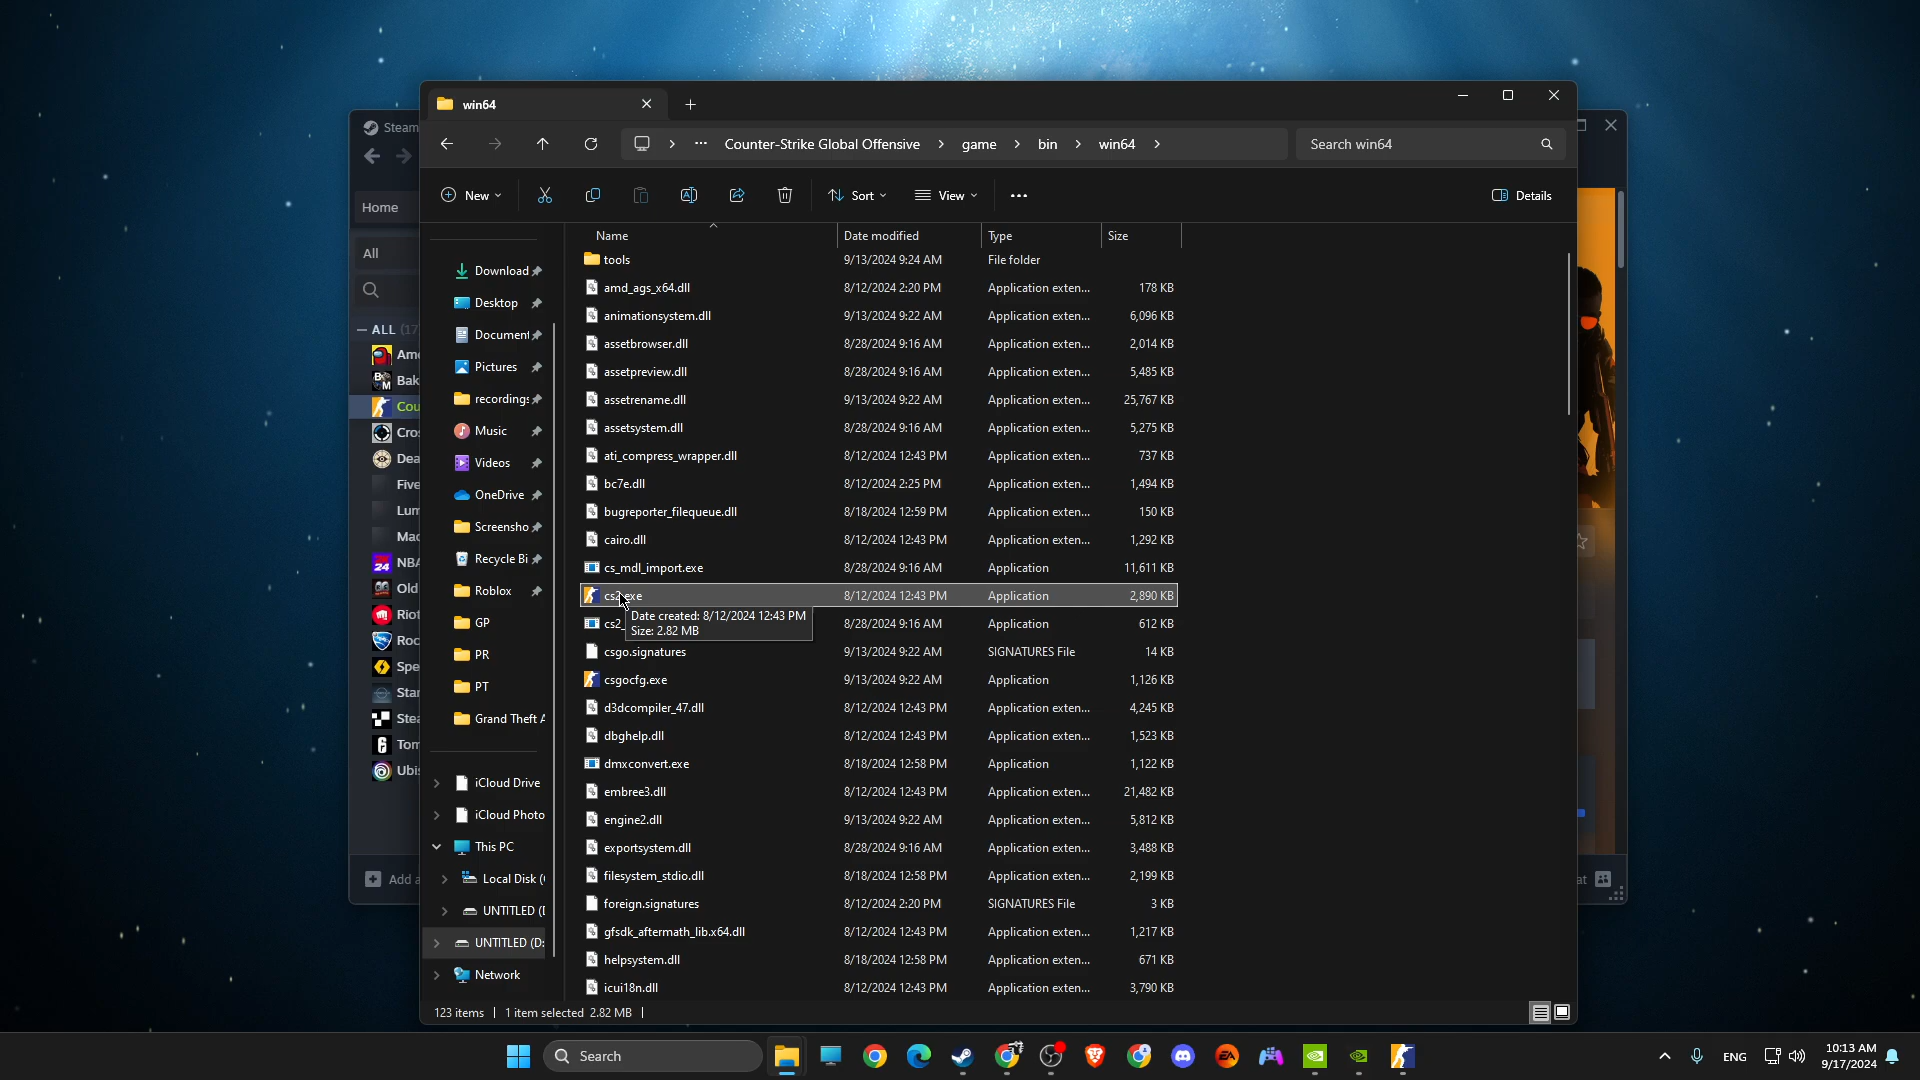 win64
Steam
Counter-Strike Global Offensive
game
bin
win64
Search win64
New
Sort
View
Details
Home
All
ALL (17
Am
Bak
Cou
Cro
Dea
Five
Lum
Mac
NBA
Old
Riot
Roc
Spe
Star
Stea
Tom
Ubi
Add a
at
Download
Desktop
Document
Pictures
recordings
Music
Videos
OneDrive
Screensho
Recycle Bi
Roblox
GP
PR
PT
Grand Theft A
iCloud Drive
iCloud Photo
This PC
Local Disk (
UNTITLED (
UNTITLED (D:
Network
Name Date modified Type Size
tools 9/13/2024 9:24 AM File folder
amd_ags_x64.dll 8/12/2024 2:20 PM Application exten... 178 KB
animationsystem.dll 9/13/2024 9:22 AM Application exten... 6,096 KB
assetbrowser.dll 8/28/2024 9:16 AM Application exten... 2,014 KB
assetpreview.dll 8/28/2024 9:16 AM Application exten... 5,485 KB
assetrename.dll 9/13/2024 9:22 AM Application exten... 25,767 KB
assetsystem.dll 8/28/2024 9:16 AM Application exten... 5,275 KB
ati_compress_wrapper.dll 8/12/2024 12:43 PM Application exten... 737 KB
bc7e.dll 8/12/2024 2:25 PM Application exten... 1,494 KB
bugreporter_filequeue.dll 8/18/2024 12:59 PM Application exten... 150 KB
cairo.dll 8/12/2024 12:43 PM Application exten... 1,292 KB
cs_mdl_import.exe 8/28/2024 9:16 AM Application 11,611 KB
cs2.exe 8/12/2024 12:43 PM Application 2,890 KB
Date created: 8/12/2024 12:43 PM
Size: 2.82 MB
cs2_ 8/28/2024 9:16 AM Application 612 KB
csgo.signatures 9/13/2024 9:22 AM SIGNATURES File 14 KB
csgocfg.exe 9/13/2024 9:22 AM Application 1,126 KB
d3dcompiler_47.dll 8/12/2024 12:43 PM Application exten... 4,245 KB
dbghelp.dll 8/12/2024 12:43 PM Application exten... 1,523 KB
dmxconvert.exe 8/18/2024 12:58 PM Application 1,122 KB
embree3.dll 8/12/2024 12:43 PM Application exten... 21,482 KB
engine2.dll 9/13/2024 9:22 AM Application exten... 5,812 KB
exportsystem.dll 8/28/2024 9:16 AM Application exten... 3,488 KB
filesystem_stdio.dll 8/18/2024 12:58 PM Application exten... 2,199 KB
foreign.signatures 8/12/2024 2:20 PM SIGNATURES File 3 KB
gfsdk_aftermath_lib.x64.dll 8/12/2024 12:43 PM Application exten... 1,217 KB
helpsystem.dll 8/18/2024 12:58 PM Application exten... 671 KB
icui18n.dll 8/12/2024 12:43 PM Application exten... 3,790 KB
123 items 1 item selected 2.82 MB
Search
ENG
10:13 AM
9/17/2024